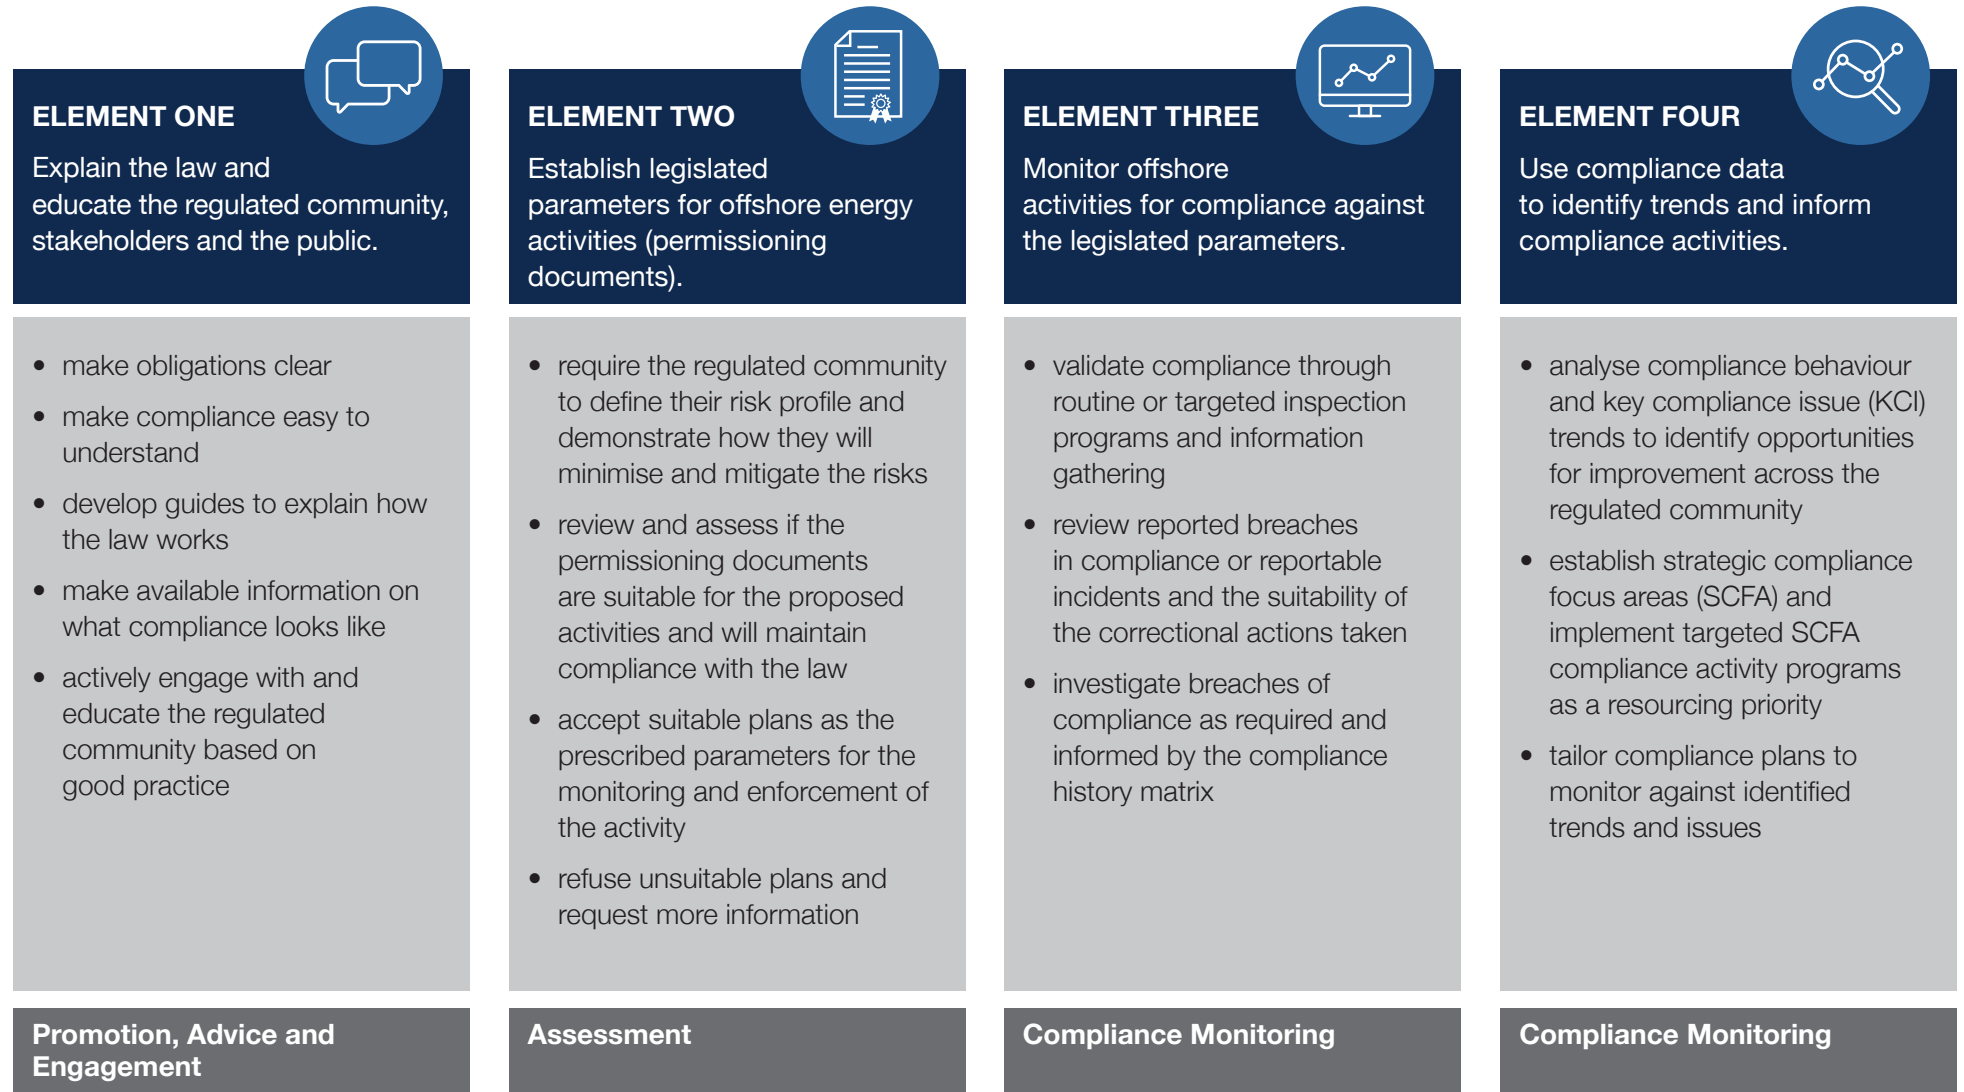 ELEMENT ONE
Explain the law and
educate the regulated community,
stakeholders and the public.
• make obligations clear
• make compliance easy to
understand
• develop guides to explain how
the law works
• make available information on
what compliance looks like
• actively engage with and
educate the regulated
community based on
good practice
Promotion, Advice and
Engagement
ELEMENT TWO
Establish legislated
parameters for offshore energy
activities (permissioning
documents).
• require the regulated community
to define their risk profile and
demonstrate how they will
minimise and mitigate the risks
• review and assess if the
permissioning documents
are suitable for the proposed
activities and will maintain
compliance with the law
• accept suitable plans as the
prescribed parameters for the
monitoring and enforcement of
the activity
• refuse unsuitable plans and
request more information
Assessment
ELEMENT THREE
Monitor offshore
activities for compliance against
the legislated parameters.
• validate compliance through
routine or targeted inspection
programs and information
gathering
• review reported breaches
in compliance or reportable
incidents and the suitability of
the correctional actions taken
• investigate breaches of
compliance as required and
informed by the compliance
history matrix
Compliance Monitoring
ELEMENT FOUR
Use compliance data
to identify trends and inform
compliance activities.
• analyse compliance behaviour
and key compliance issue (KCI)
trends to identify opportunities
for improvement across the
regulated community
• establish strategic compliance
focus areas (SCFA) and
implement targeted SCFA
compliance activity programs
as a resourcing priority
• tailor compliance plans to
monitor against identified
trends and issues
Compliance Monitoring